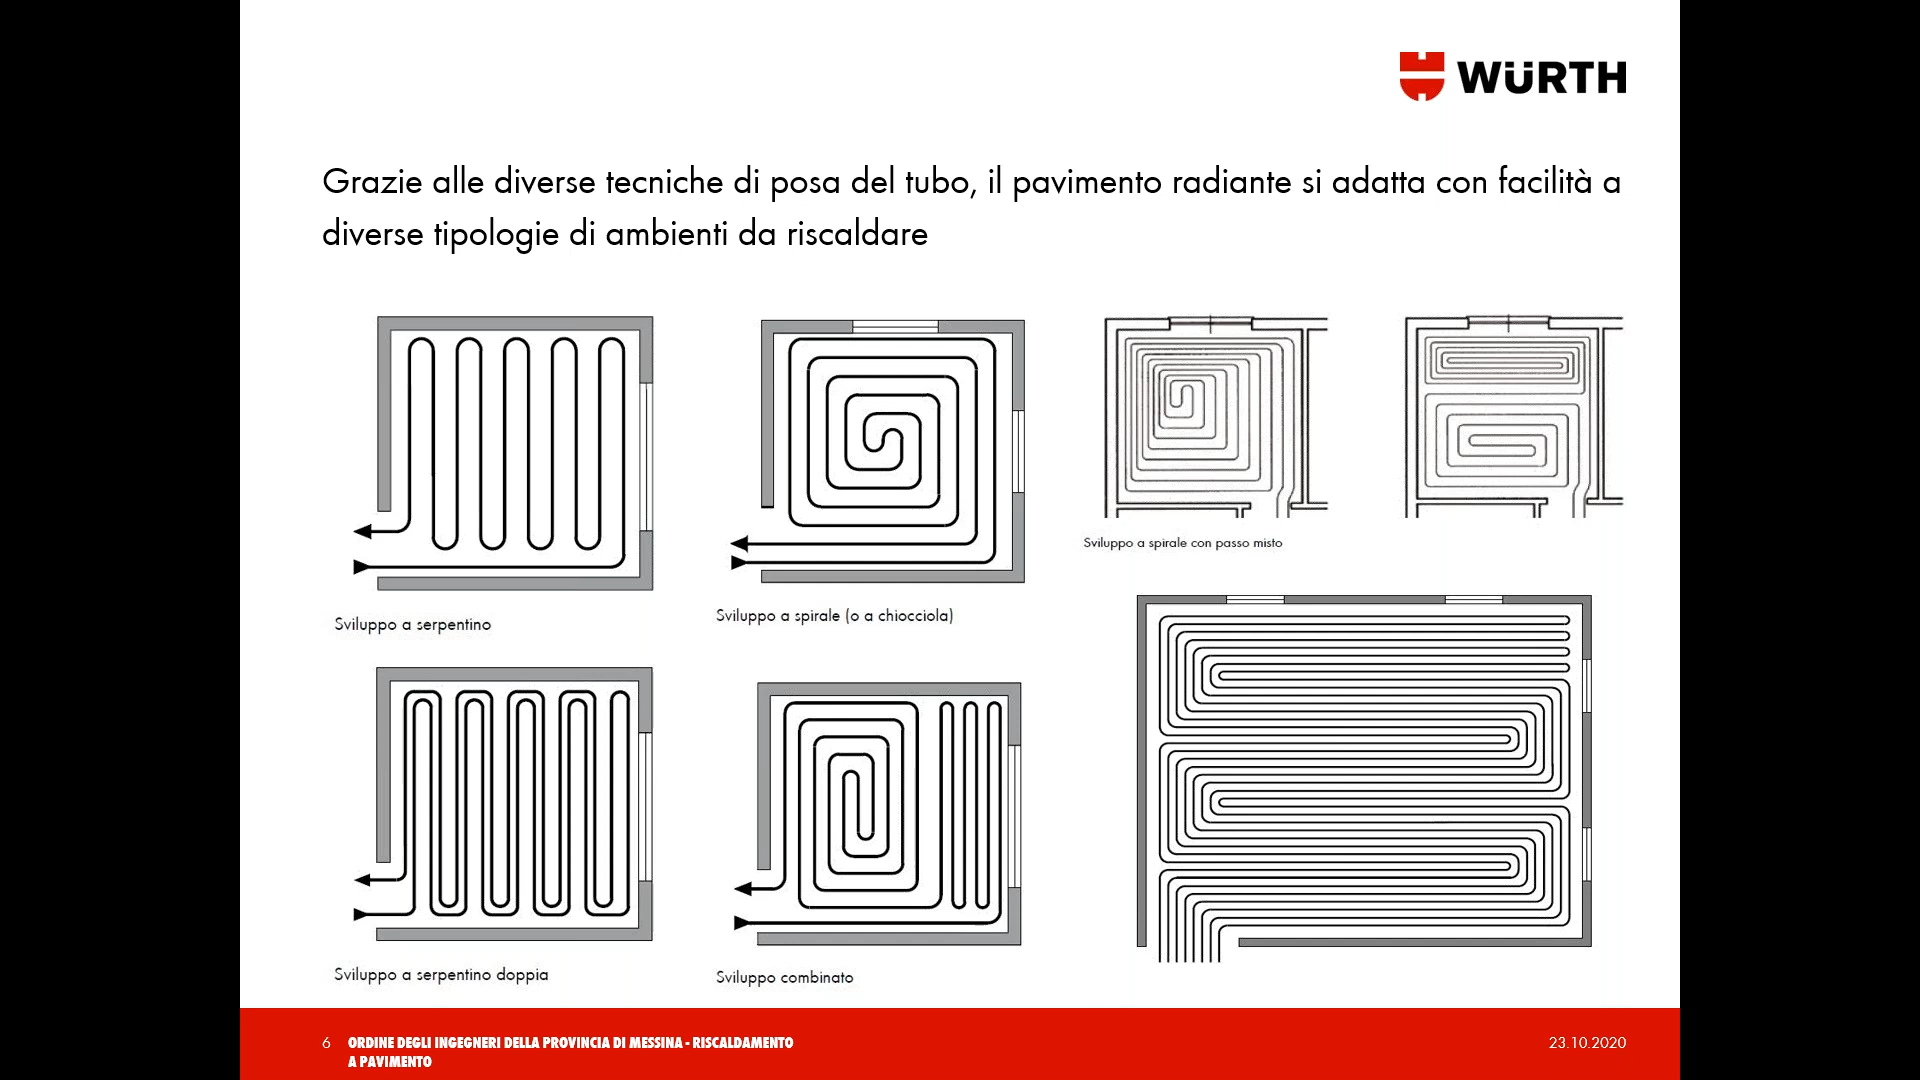 WÜRTH
Grazie alle diverse tecniche di posa del tubo, il pavimento radiante si adatta con facilità a
diverse tipologie di ambienti da riscaldare
Sviluppo a serpentino
Sviluppo a spirale (o a chiocciola)
Sviluppo a spirale con passo misto
Sviluppo a serpentino doppia
Sviluppo combinato
6 ORDINE DEGLI INGEGNERI DELLA PROVINCIA DI MESSINA - RISCALDAMENTO
A PAVIMENTO
23.10.2020